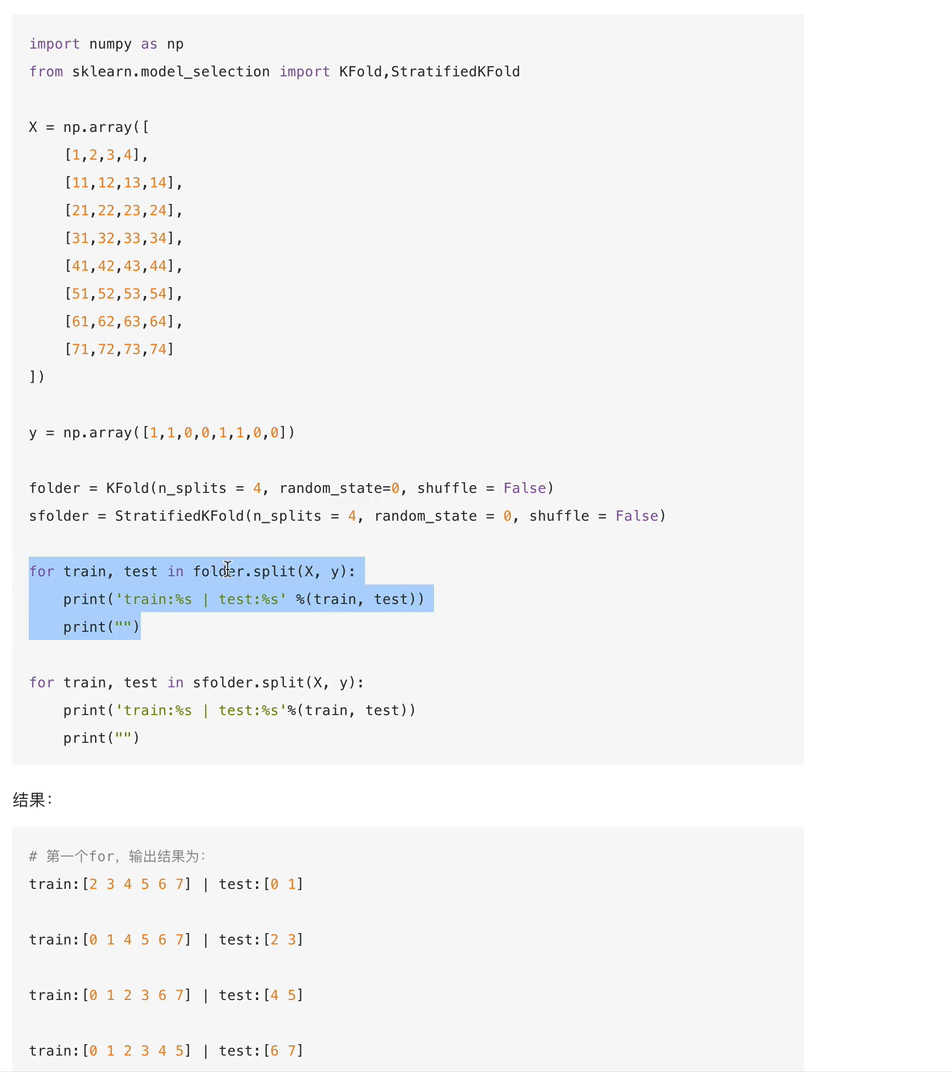 import numpy as np
from sklearn.model_selection import KFold,StratifiedKFold
X = np.array([
    [1,2,3,4],
    [11,12,13,14],
    [21,22,23,24],
    [31,32,33,34],
    [41,42,43,44],
    [51,52,53,54],
    [61,62,63,64],
    [71,72,73,74]
])
y = np.array([1,1,0,0,1,1,0,0])
folder = KFold(n_splits = 4, random_state=0, shuffle = False)
sfolder = StratifiedKFold(n_splits = 4, random_state = 0, shuffle = False)
for train, test in folder.split(X, y):
    print('train:%s | test:%s' %(train, test))
    print("")
for train, test in sfolder.split(X, y):
    print('train:%s | test:%s'%(train, test))
    print("")
结果：
# 第一个for，输出结果为：
train:[2 3 4 5 6 7] | test:[0 1]
train:[0 1 4 5 6 7] | test:[2 3]
train:[0 1 2 3 6 7] | test:[4 5]
train:[0 1 2 3 4 5] | test:[6 7]